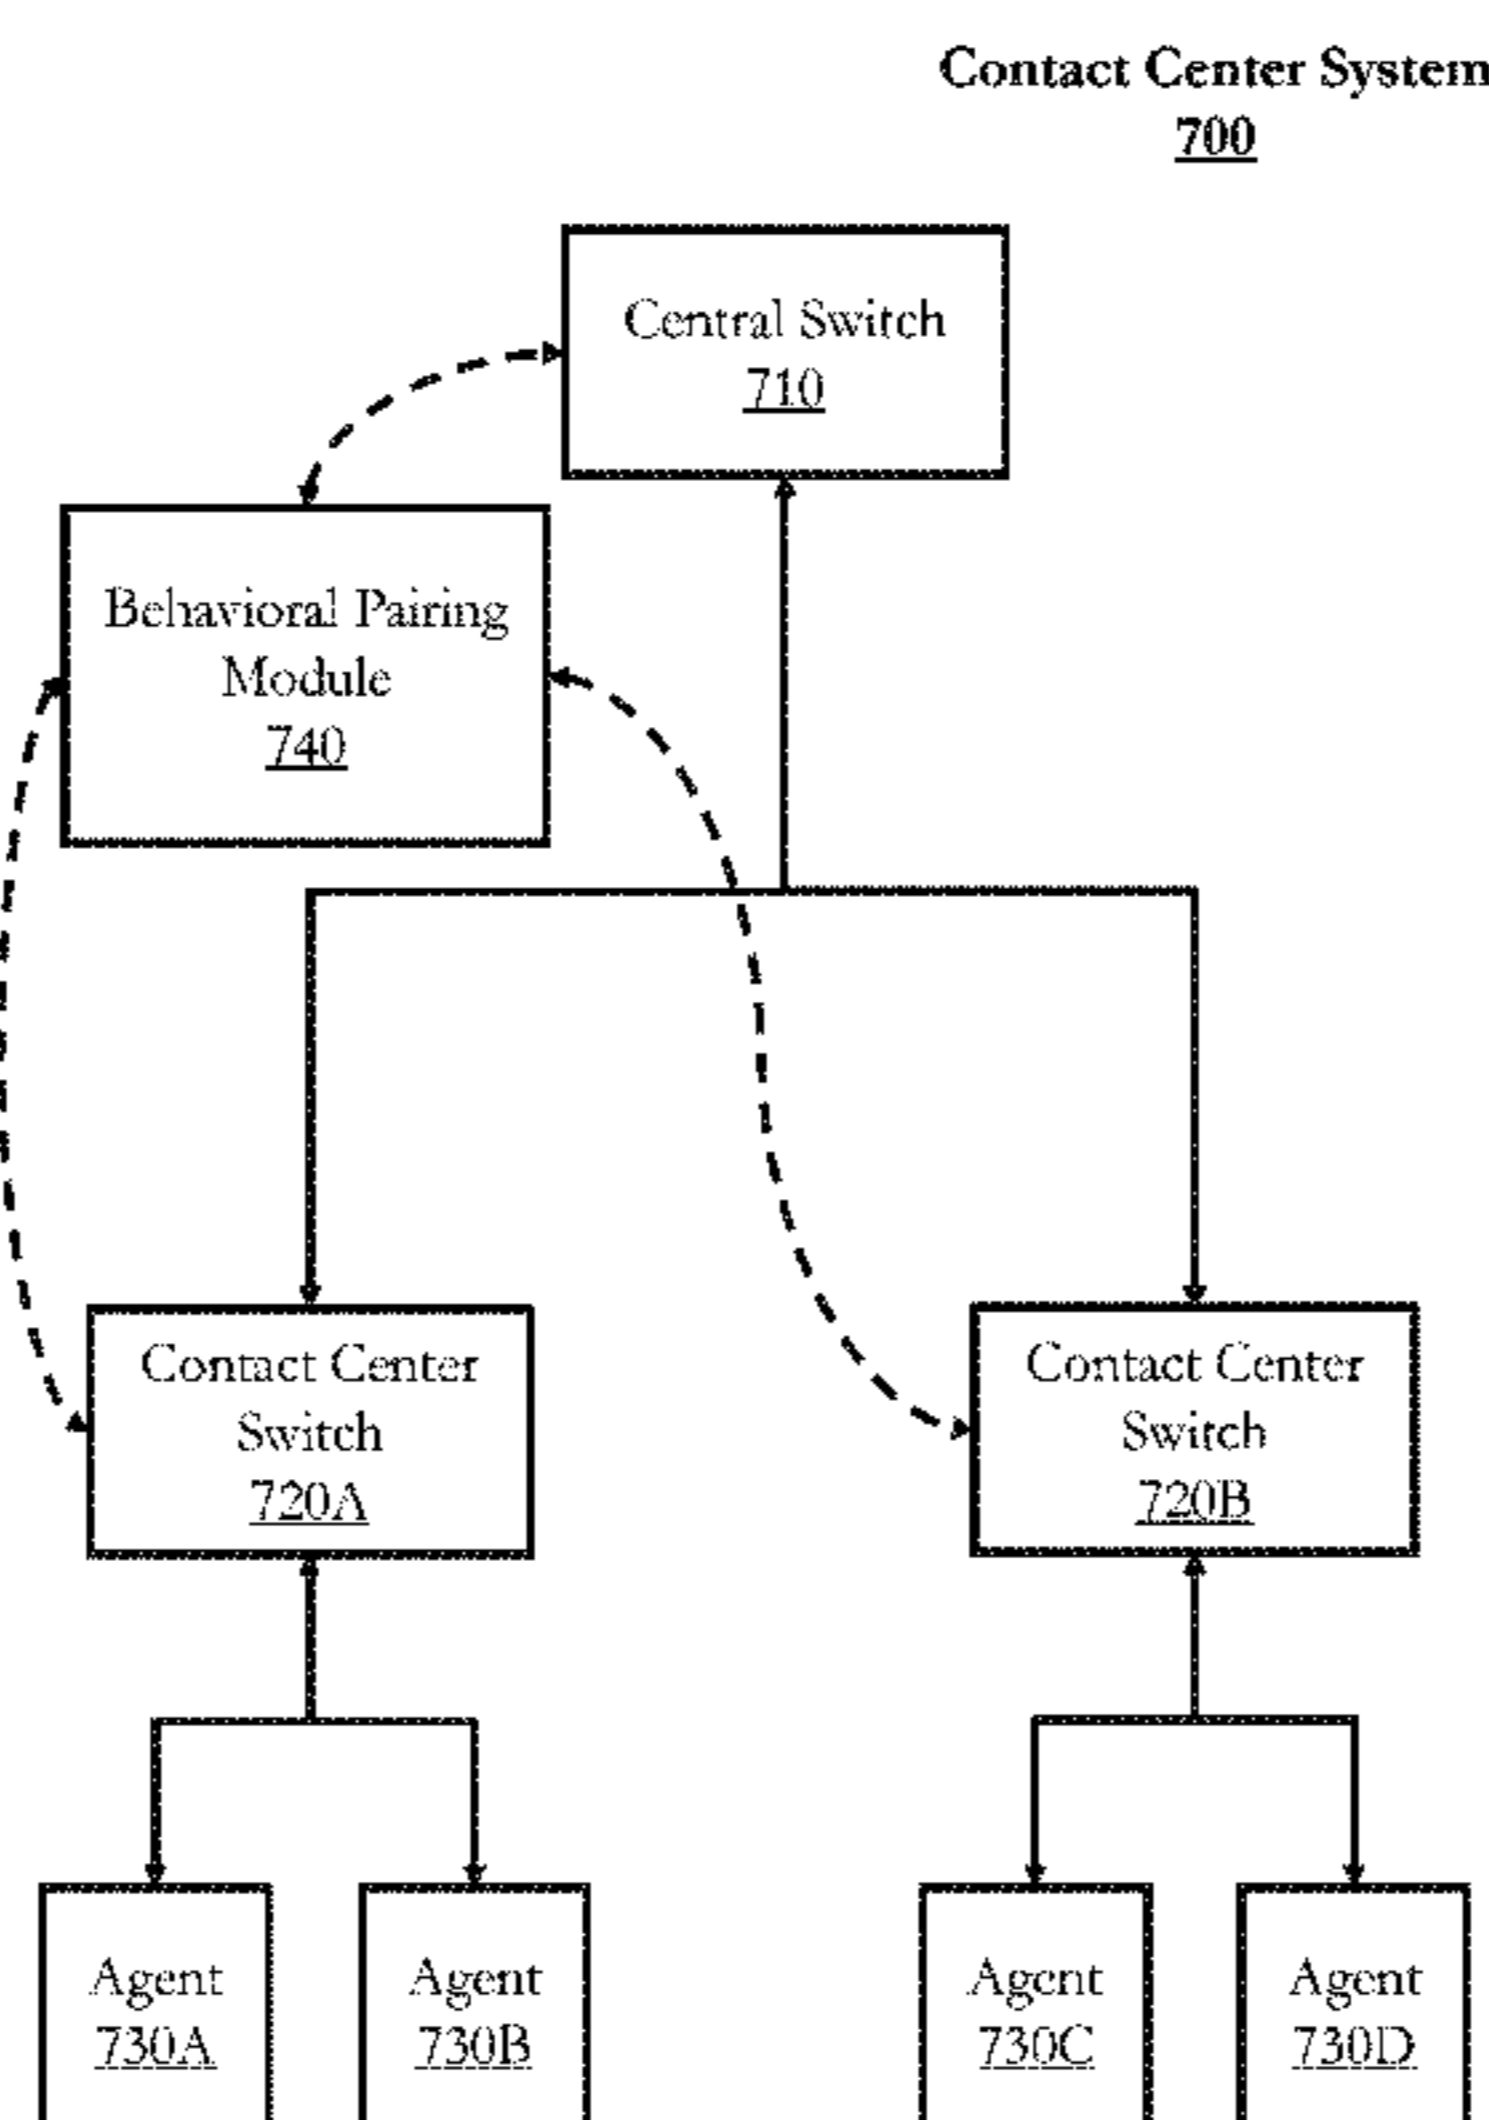 Contact Center System
700
Central Switch
710
Behavioral Pairing
Module
740
Contact Center
Switch
720A
Contact Center
Switch
720B
Agent
730A
Agent
730B
Agent
730C
Agent
730D